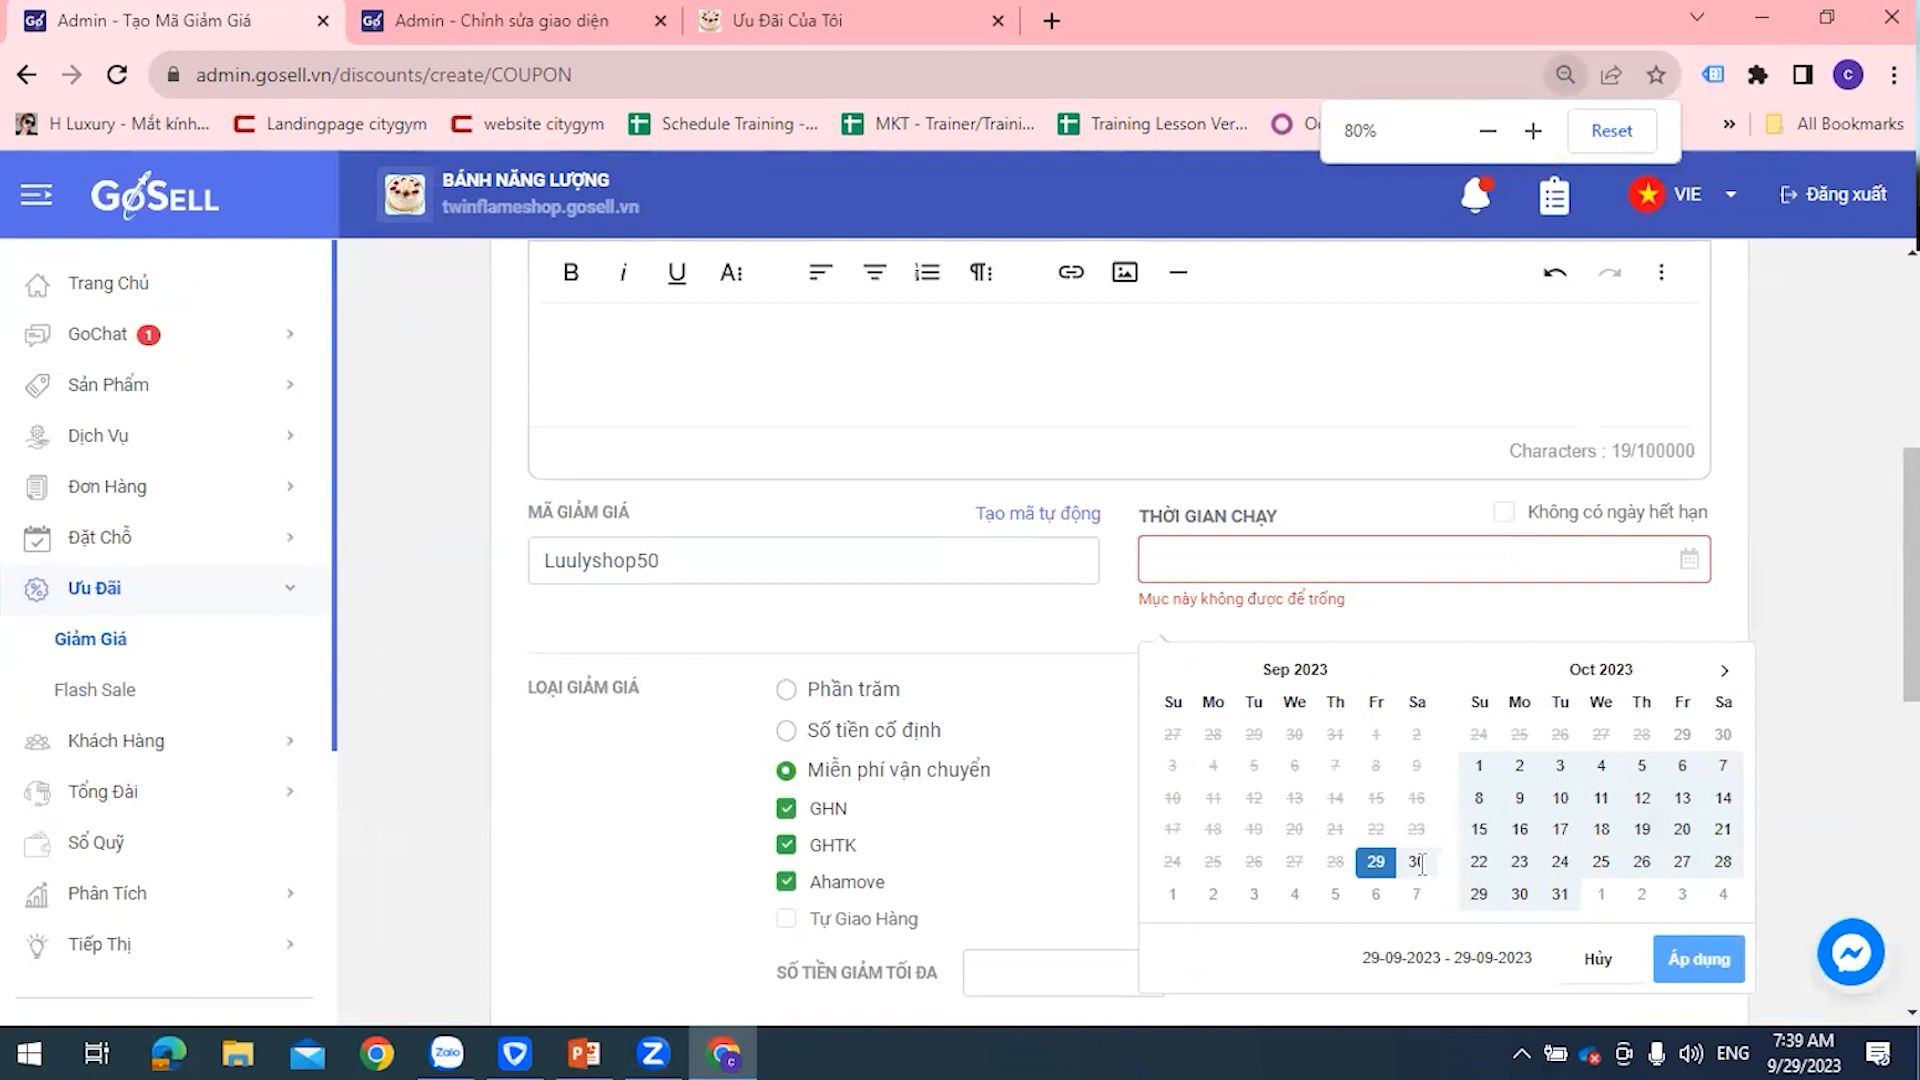 Admin - Tạo Mã Giảm Giá
Admin - Chỉnh sửa giao diện
Ưu Đãi Của Tôi
admin.gosell.vn/discounts/create/COUPON
H Luxury - Mắt kính...
Landingpage citygym
website citygym
Schedule Training -...
MKT - Trainer/Traini...
Training Lesson Ver...
All Bookmarks
80%
Reset
GOSELL
BÁNH NĂNG LƯỢNG
twinflameshop.gosell.vn
VIE
Đăng xuất
Trang Chủ
GoChat 1
Sản Phẩm
Dịch Vụ
Đơn Hàng
Đặt Chỗ
Ưu Đãi
Giảm Giá
Flash Sale
Khách Hàng
Tổng Đài
Sổ Quỹ
Phân Tích
Tiếp Thị
Characters : 19/100000
MÃ GIẢM GIÁ
Tạo mã tự động
Luulyshop50
THỜI GIAN CHẠY
Không có ngày hết hạn
Mục này không được để trống
LOẠI GIẢM GIÁ
Phần trăm
Số tiền cố định
Miễn phí vận chuyển
GHN
GHTK
Ahamove
Tự Giao Hàng
SỐ TIỀN GIẢM TỐI ĐA
Sep 2023
Su Mo Tu We Th Fr Sa
27 28 29 30 31 1 2
3 4 5 6 7 8 9
10 11 12 13 14 15 16
17 18 19 20 21 22 23
24 25 26 27 28 29 30
1 2 3 4 5 6 7
Oct 2023
Su Mo Tu We Th Fr Sa
24 25 26 27 28 29 30
1 2 3 4 5 6 7
8 9 10 11 12 13 14
15 16 17 18 19 20 21
22 23 24 25 26 27 28
29 30 31 1 2 3 4
29-09-2023 - 29-09-2023
Hủy
Áp dụng
ENG
7:39 AM
9/29/2023